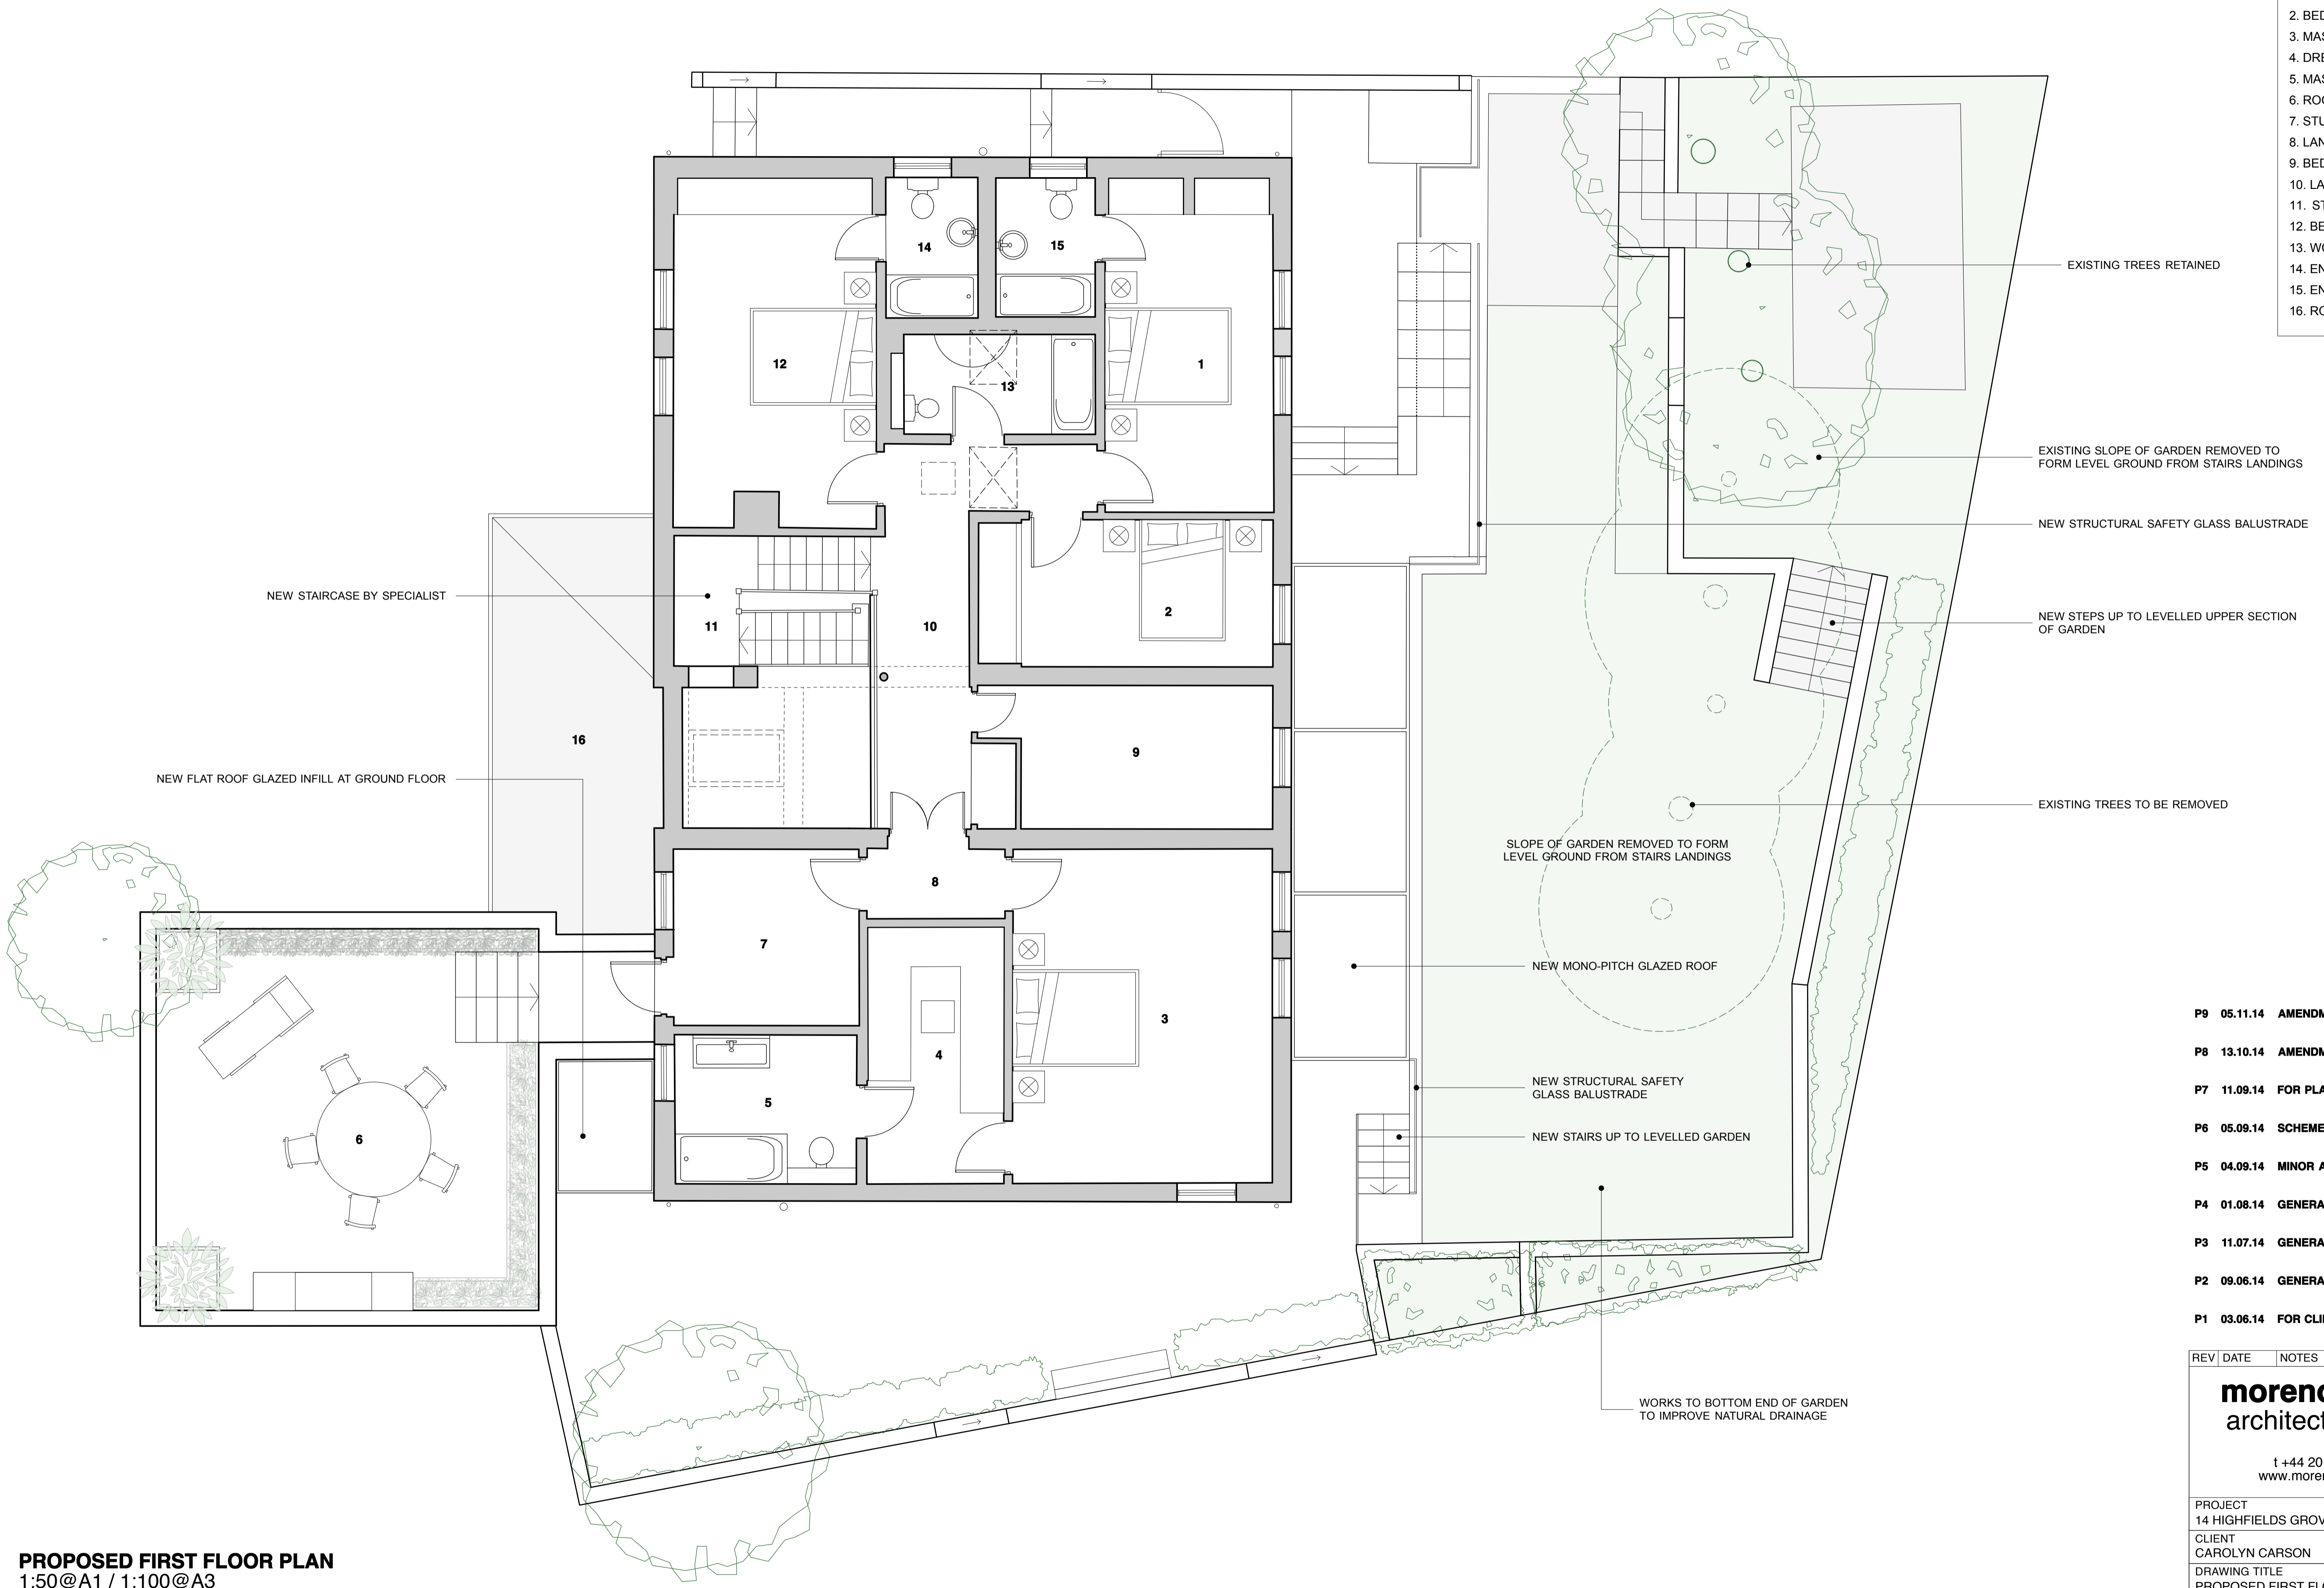 2. BED
3. MAS
4. DRE
5. MAS
6. ROO
7. STU
8. LAN
9. BED
10. LA
11. ST
12. BE
13. WC
14. EN
15. EN
16. RO
EXISTING TREES RETAINED
EXISTING SLOPE OF GARDEN REMOVED TO
FORM LEVEL GROUND FROM STAIRS LANDINGS
NEW STRUCTURAL SAFETY GLASS BALUSTRADE
NEW STEPS UP TO LEVELLED UPPER SECTION
OF GARDEN
EXISTING TREES TO BE REMOVED
SLOPE OF GARDEN REMOVED TO FORM
LEVEL GROUND FROM STAIRS LANDINGS
NEW MONO-PITCH GLAZED ROOF
NEW STRUCTURAL SAFETY
GLASS BALUSTRADE
NEW STAIRS UP TO LEVELLED GARDEN
WORKS TO BOTTOM END OF GARDEN
TO IMPROVE NATURAL DRAINAGE
NEW STAIRCASE BY SPECIALIST
NEW FLAT ROOF GLAZED INFILL AT GROUND FLOOR
14
15
12
13
1
11
10
2
16
9
8
7
3
4
5
6
P9 05.11.14 AMENDM
P8 13.10.14 AMENDM
P7 11.09.14 FOR PLA
P6 05.09.14 SCHEME
P5 04.09.14 MINOR A
P4 01.08.14 GENERA
P3 11.07.14 GENERA
P2 09.06.14 GENERA
P1 03.06.14 FOR CLI
REV DATE NOTES
moreno
architect
t +44 20
www.moren
PROJECT
14 HIGHFIELDS GROV
CLIENT
CAROLYN CARSON
DRAWING TITLE
PROPOSED FIRST FL
PROPOSED FIRST FLOOR PLAN
1:50@A1 / 1:100@A3